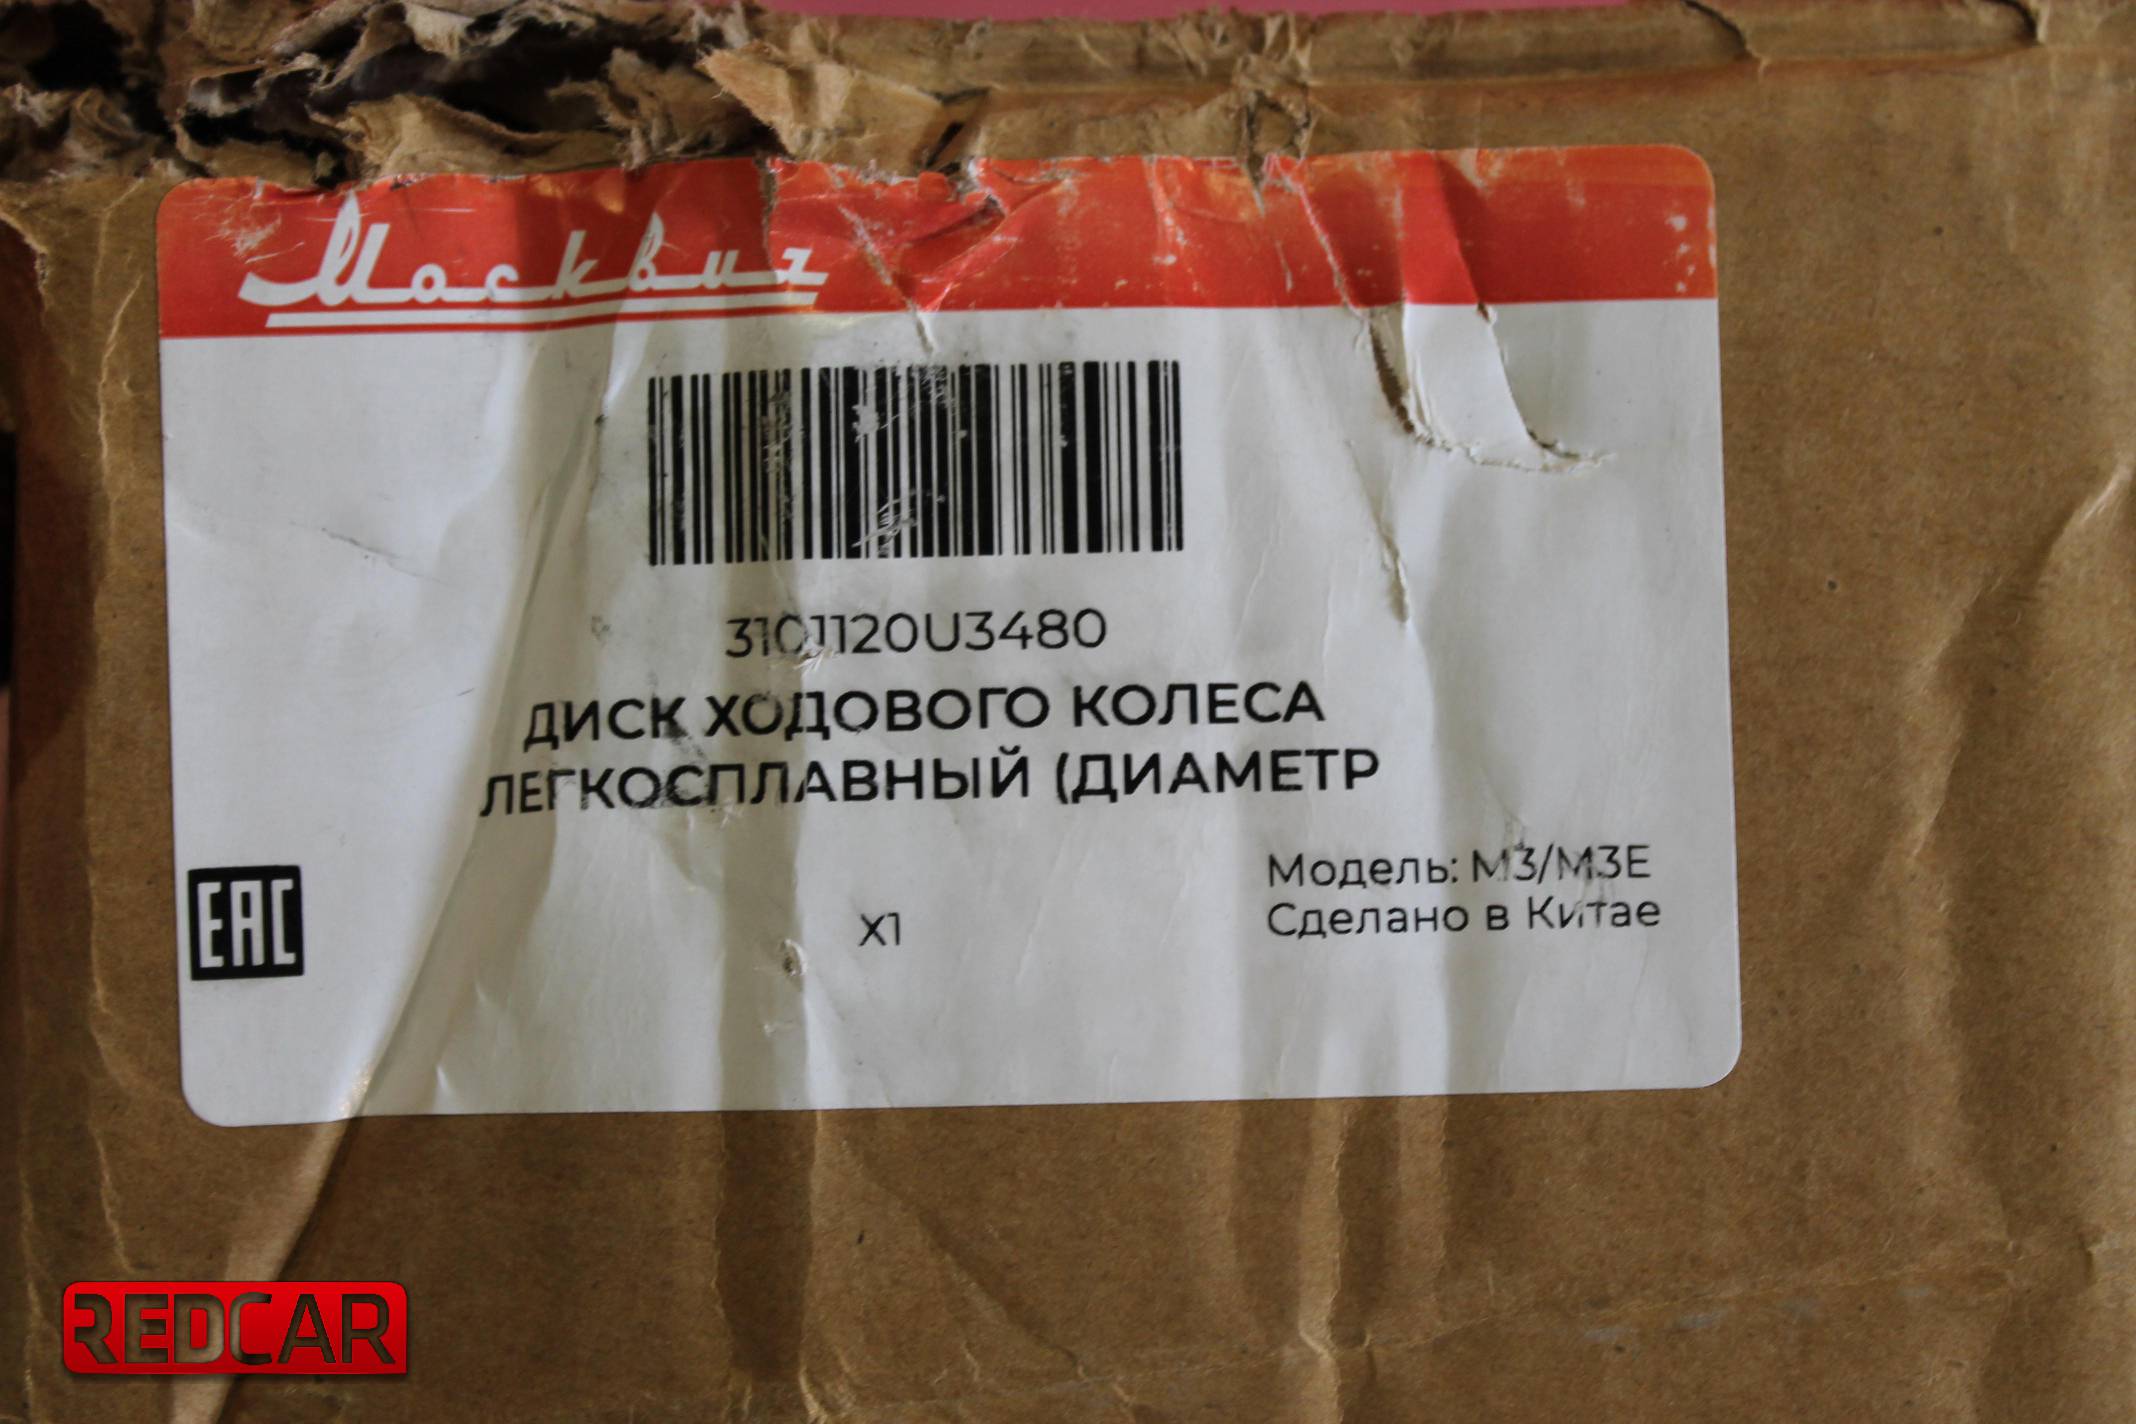 Москвич
3101120U3480
ДИСК ХОДОВОГО КОЛЕСА
ЛЕГКОСПЛАВНЫЙ (ДИАМЕТР
Модель: М3/М3Е
Сделано в Китае
X1
EAC
REDCAR